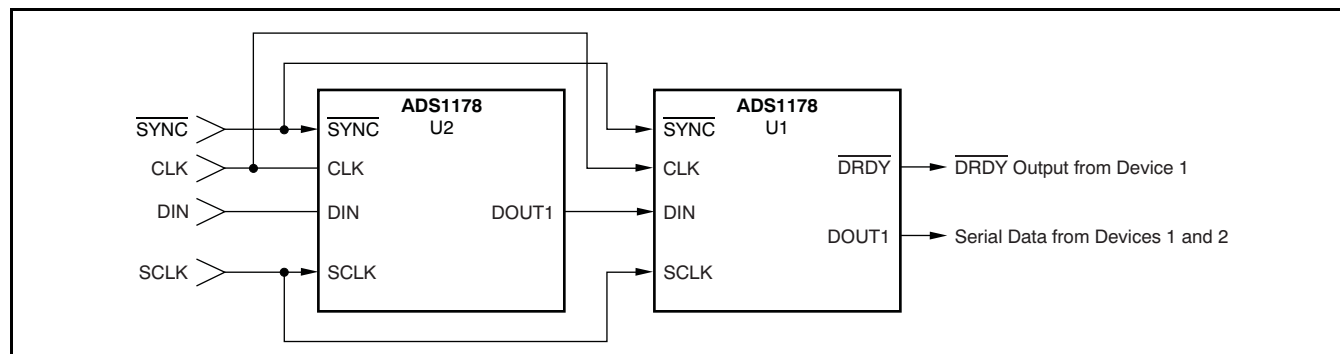 SYNC
CLK
DIN
SCLK
ADS1178
U2
SYNC
CLK
DIN
SCLK
DOUT1
ADS1178
U1
SYNC
CLK
DIN
SCLK
DRDY
DOUT1
DRDY Output from Device 1
Serial Data from Devices 1 and 2